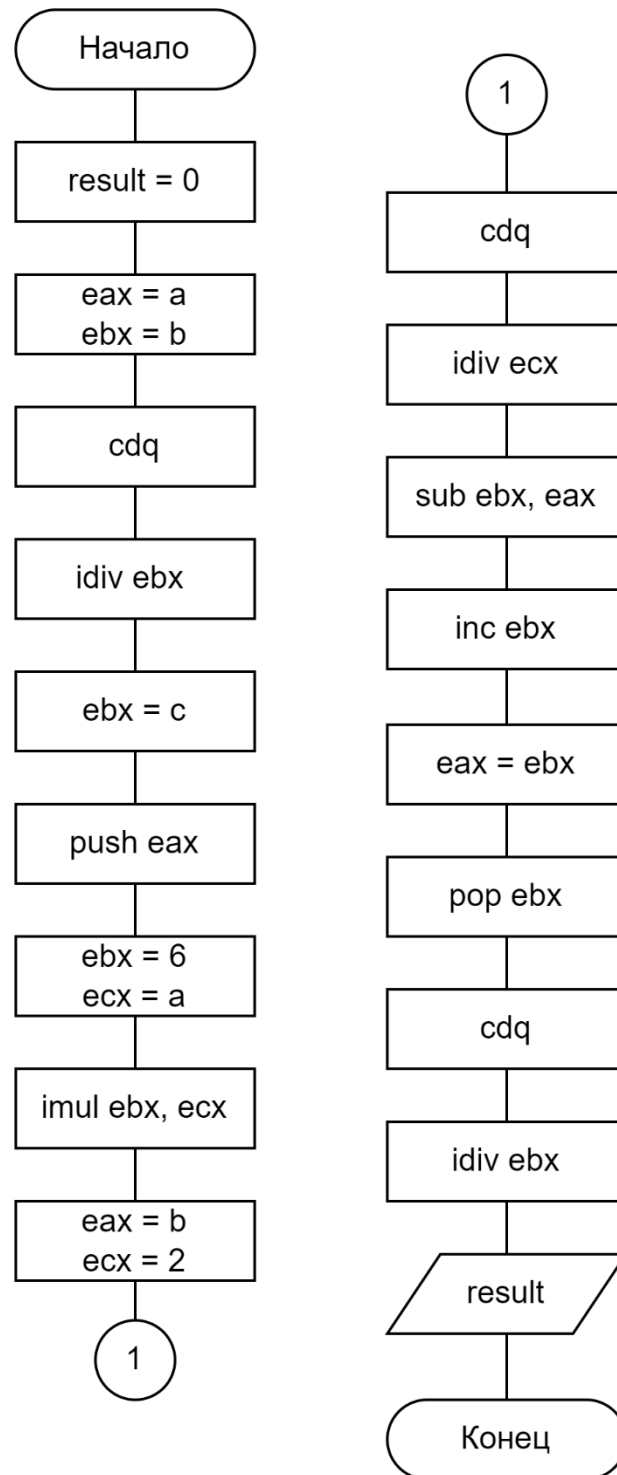 Начало
result = 0
eax = a
ebx = b
cdq
idiv ebx
ebx = c
push eax
ebx = 6
ecx = a
imul ebx, ecx
eax = b
ecx = 2
1
1
cdq
idiv ecx
sub ebx, eax
inc ebx
eax = ebx
pop ebx
cdq
idiv ebx
result
Конец